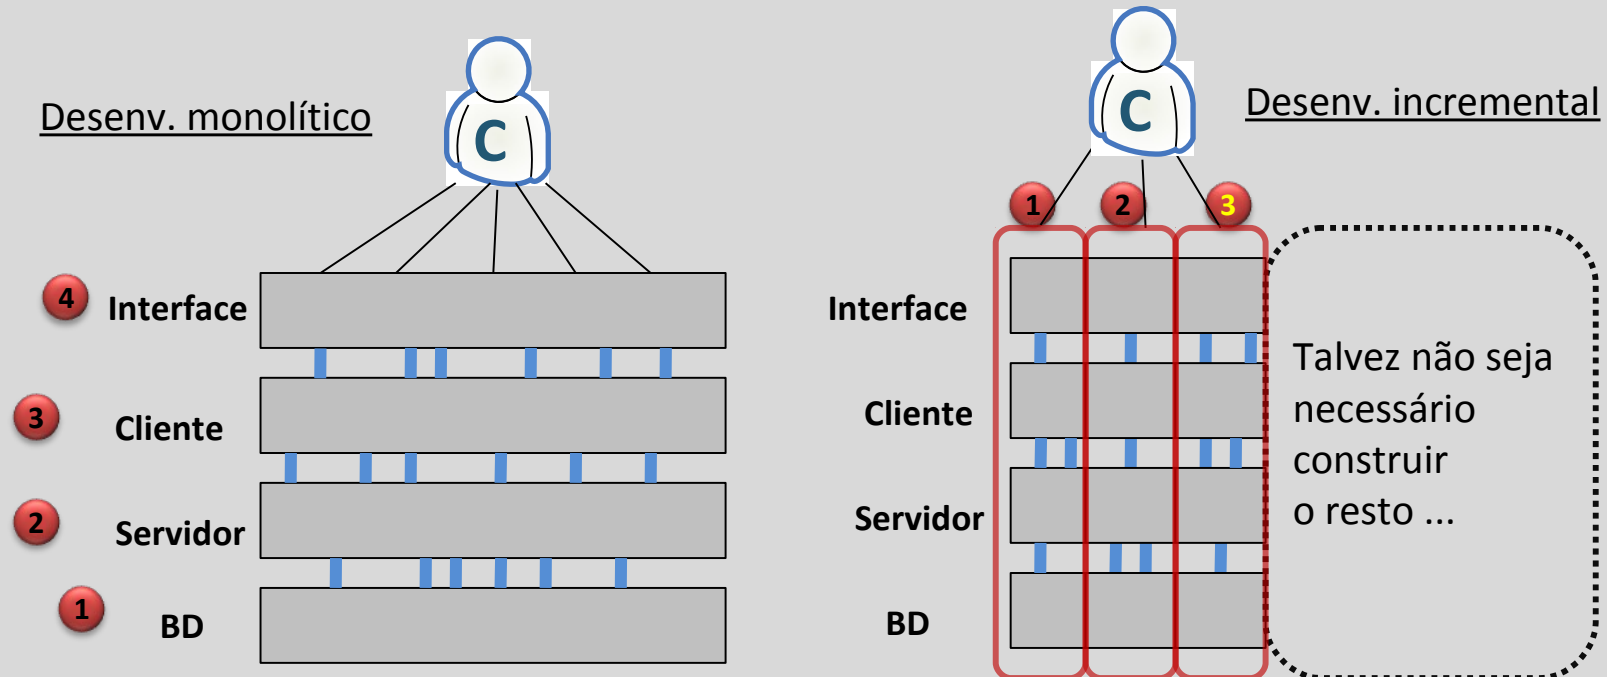 Desenv. monolítico
C
4
Interface
3
Cliente
2
Servidor
1
BD
Desenv. incremental
C
1
2
3
Interface
Cliente
Servidor
BD
Talvez não seja
necessário
construir
o resto ...